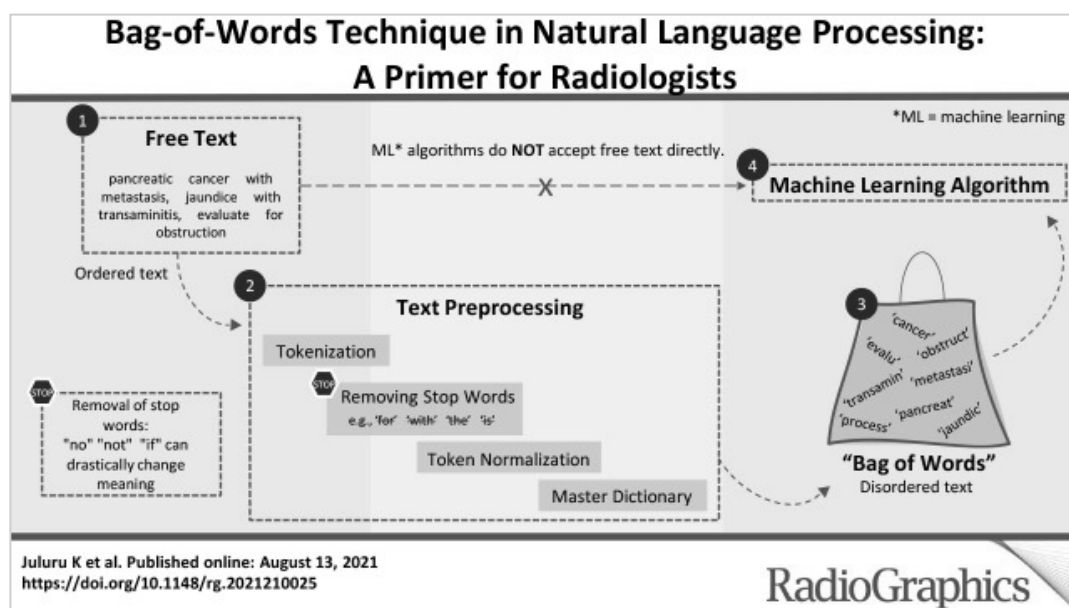 Bag-of-Words Technique in Natural Language Processing:
A Primer for Radiologists
1
Free Text
pancreatic cancer with
metastasis, jaundice with
transaminitis, evaluate for
obstruction
Ordered text
ML* algorithms do NOT accept free text directly.
X
*ML = machine learning
4
Machine Learning Algorithm
2
Text Preprocessing
Tokenization
STOP
Removing Stop Words
e.g., 'for' 'with' 'the' 'is'
Token Normalization
Master Dictionary
STOP
Removal of stop
words:
"no" "not" "if" can
drastically change
meaning
3
'cancer'
'evalu'
'obstruct'
'transamin'
'metastasi'
'pancreat'
'process'
'jaundic'
“Bag of Words”
Disordered text
Juluru K et al. Published online: August 13, 2021
https://doi.org/10.1148/rg.2021210025
RadioGraphics